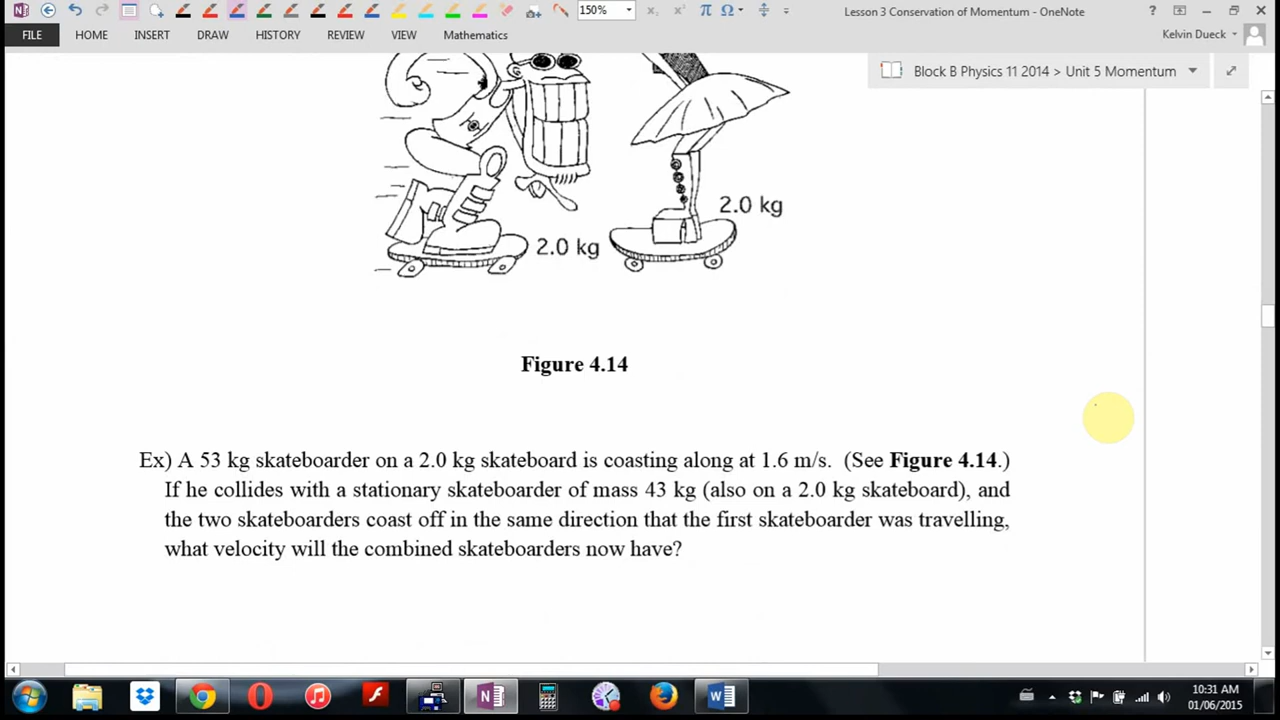 150%
Lesson 3 Conservation of Momentum - OneNote
FILE HOME INSERT DRAW HISTORY REVIEW VIEW Mathematics
Kelvin Dueck
Block B Physics 11 2014 > Unit 5 Momentum
2.0 kg
2.0 kg
Figure 4.14
Ex) A 53 kg skateboarder on a 2.0 kg skateboard is coasting along at 1.6 m/s. (See Figure 4.14.)
If he collides with a stationary skateboarder of mass 43 kg (also on a 2.0 kg skateboard), and
the two skateboarders coast off in the same direction that the first skateboarder was travelling,
what velocity will the combined skateboarders now have?
10:31 AM
01/06/2015